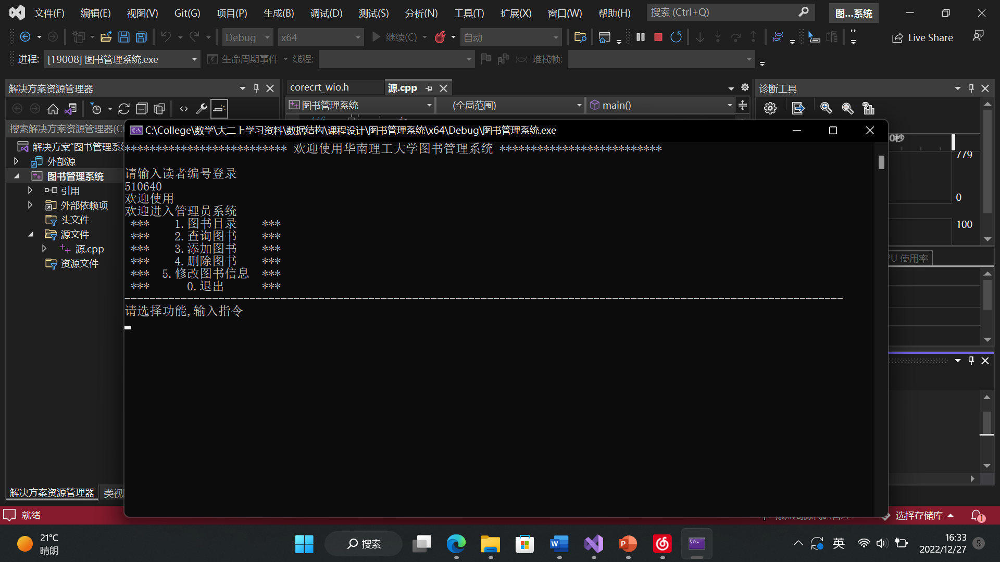 文件(F) 编辑(E) 视图(V) Git(G) 项目(P) 生成(B) 调试(D) 测试(S) 分析(N) 工具(T) 扩展(X) 窗口(W) 帮助(H) 搜索 (Ctrl+Q) 图...系统
Debug x64 继续(C) 自动 Live Share
进程: [19008] 图书管理系统.exe 生命周期事件 线程: 堆栈帧:
解决方案资源管理器
corecrt_wio.h 源.cpp
诊断工具
图书管理系统 (全局范围) main()
搜索解决方案资源管理器(Ct
解决方案"图书管理系统
外部源
图书管理系统
引用
外部依赖项
头文件
源文件
源.cpp
资源文件
C:\College\数学\大二上学习资料\数据结构\课程设计\图书管理系统\x64\Debug\图书管理系统.exe
************************** 欢迎使用华南理工大学图书管理系统 **************************
请输入读者编号登录
510640
欢迎使用
欢迎进入管理员系统
*** 1.图书目录 ***
*** 2.查询图书 ***
*** 3.添加图书 ***
*** 4.删除图书 ***
*** 5.修改图书信息 ***
*** 0.退出 ***
-------------------------------------------------------------------------------------------------------------------
请选择功能,输入指令
0秒
779
0
100
PU 使用率
解决方案资源管理器 类视
就绪
选择存储库
1
21°C
晴朗
搜索
英
16:33
2022/12/27
5